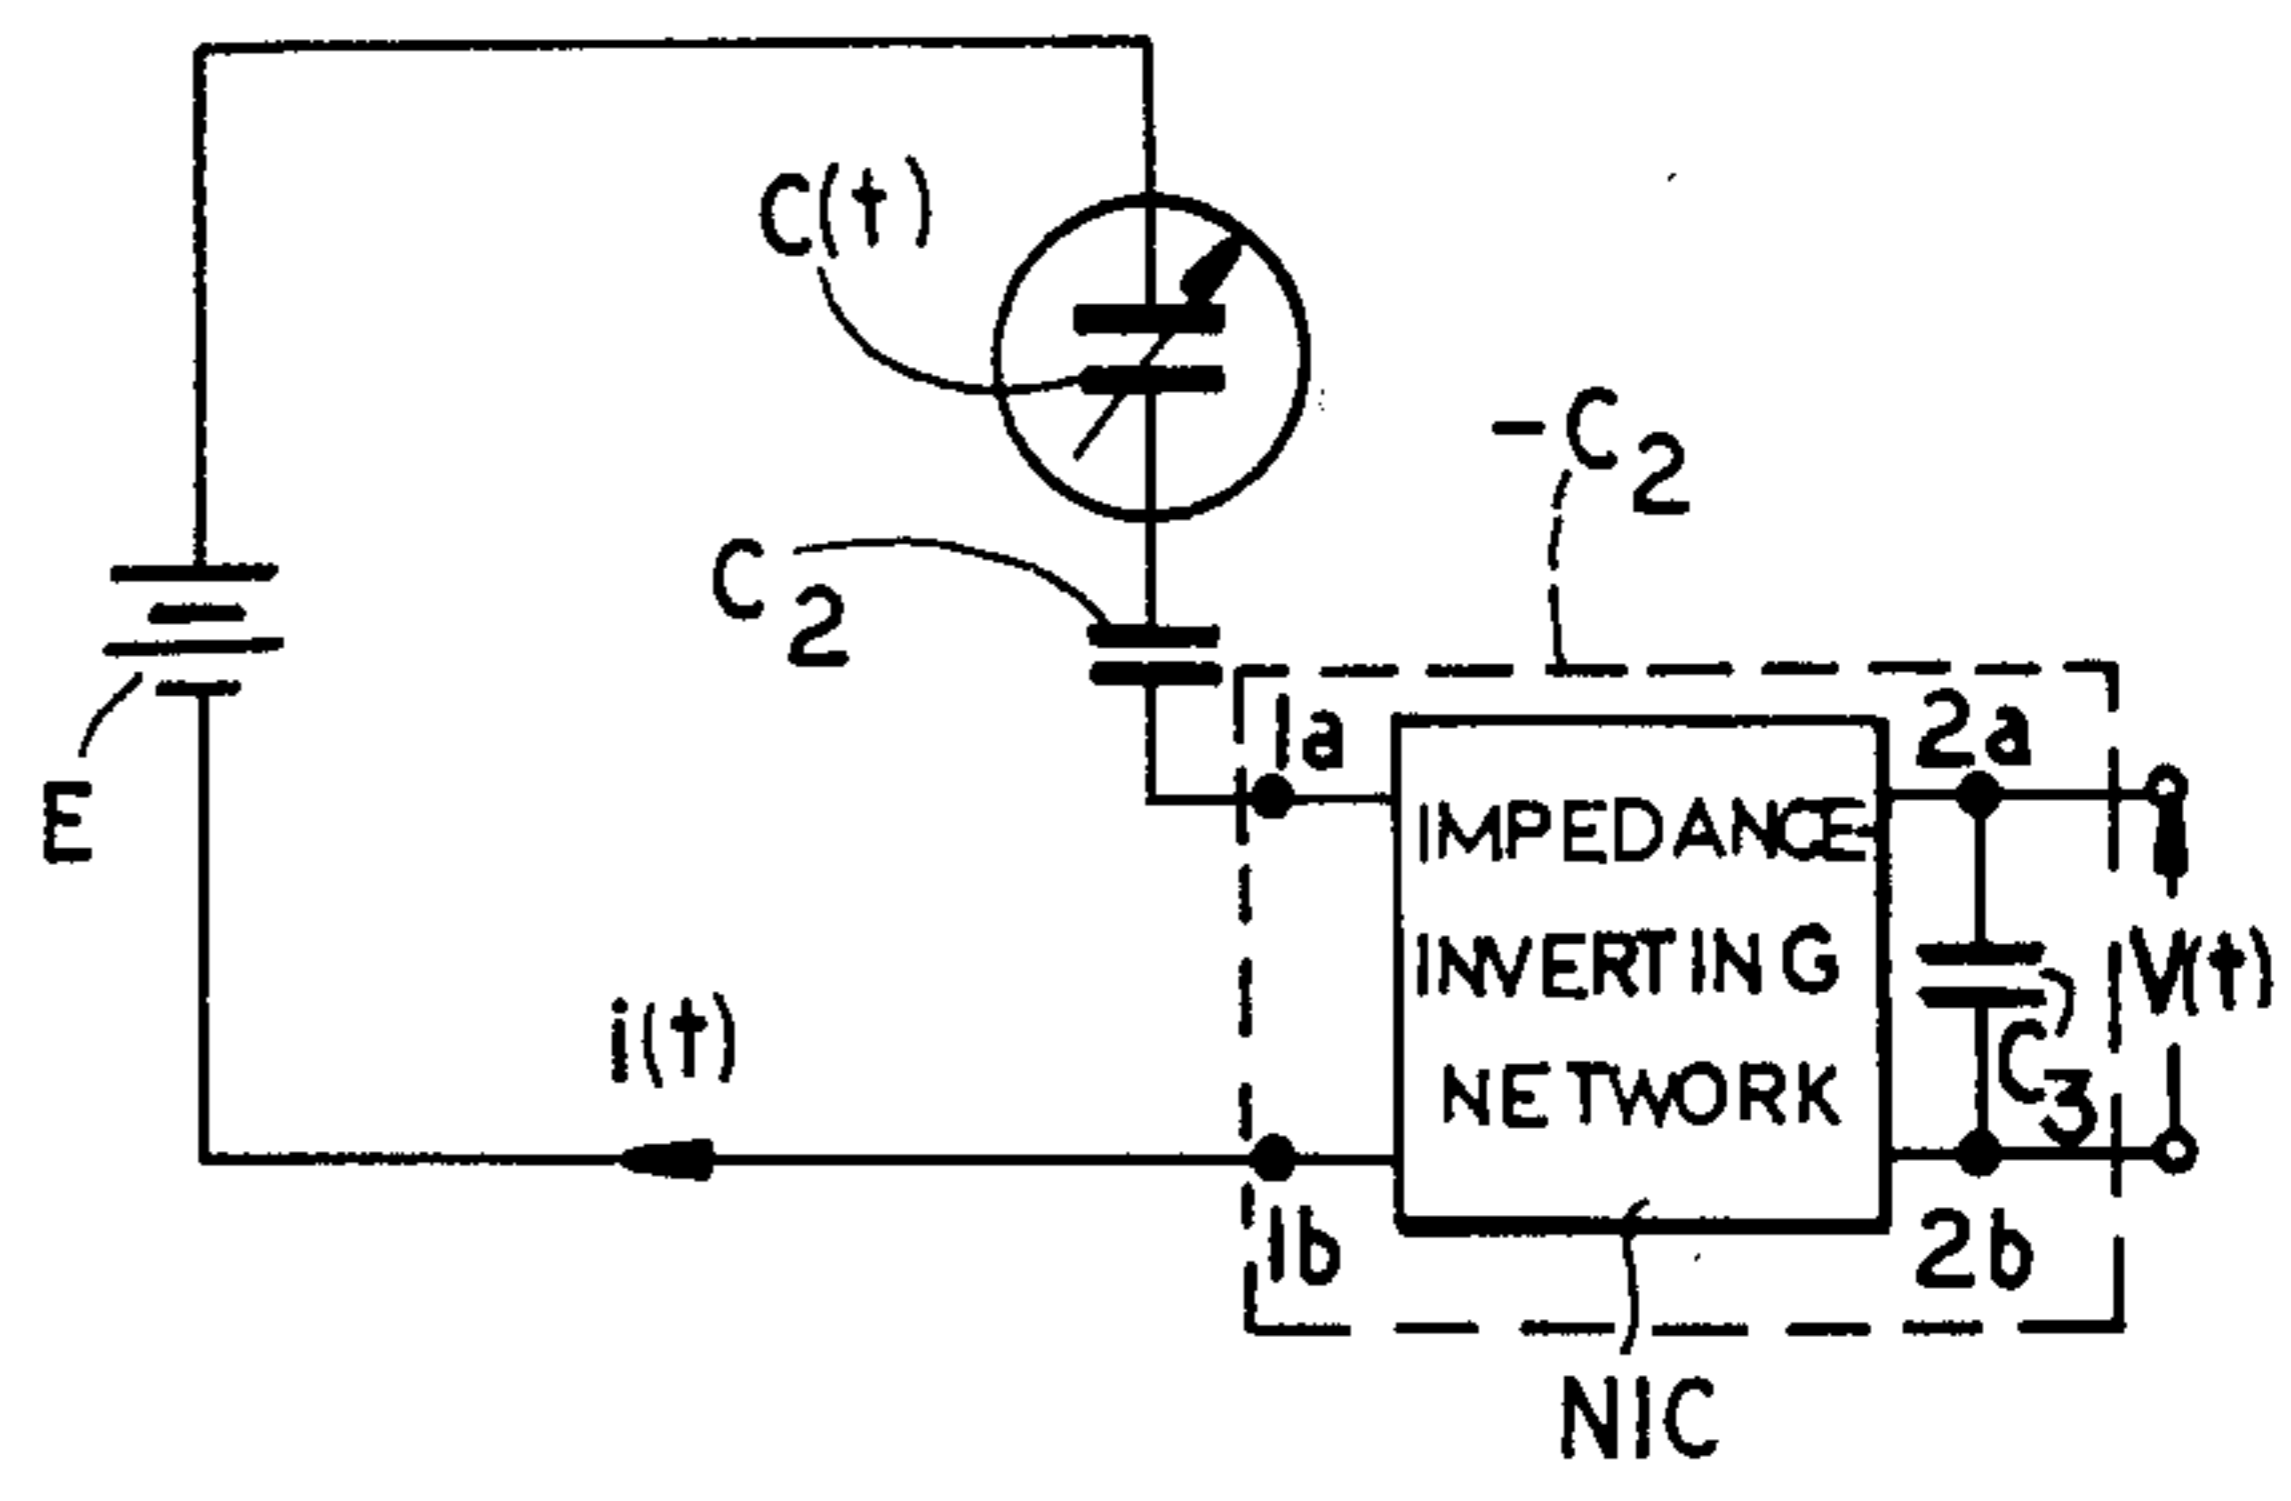 C(t)
-C2
C2
1a
2a
E
IMPEDANCE
INVERTING
NETWORK
V(t)
i(t)
C3
1b
2b
NIC